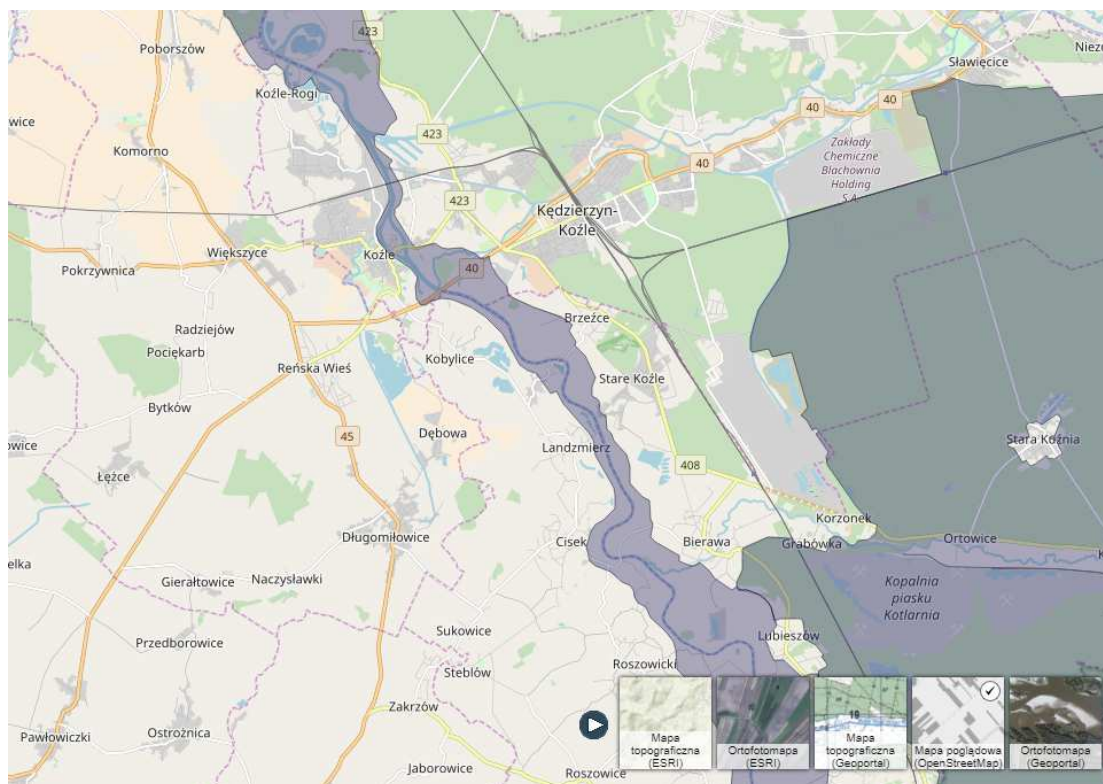 423
Poborszów
Sławięcice
Koźle-Rogi
owice
40
40
423
Komorno
Zakłady
Chemiczne
Blachownia
Holding
S.A.
40
423
Kędzierzyn-
Koźle
Większyce
Koźle
Pokrzywnica
40
Radziejów
Brzeźce
Pociękarb
Kobylice
Reńska Wieś
Stare Koźle
Bytków
45
Dębowa
Stara Kuźnia
owice
Landzmierz
408
Łężce
Korzonek
Długomiłowice
Cisek
Bierawa
Grabówka
Ortowice
elka
Gierałtowice
Naczysławki
Kopalnia
piasku
Kotlarnia
Sukowice
Przedborowice
Lubieszów
Roszowicki
Steblów
Zakrzów
Pawłowiczki
Ostrożnica
Mapa
topograficzna
(ESRI)
Ortofotomapa
(ESRI)
Mapa
topograficzna
(Geoportal)
Mapa poglądowa
(OpenStreetMap)
Ortofotomapa
(Geoportal)
Jaborowice
Roszowice